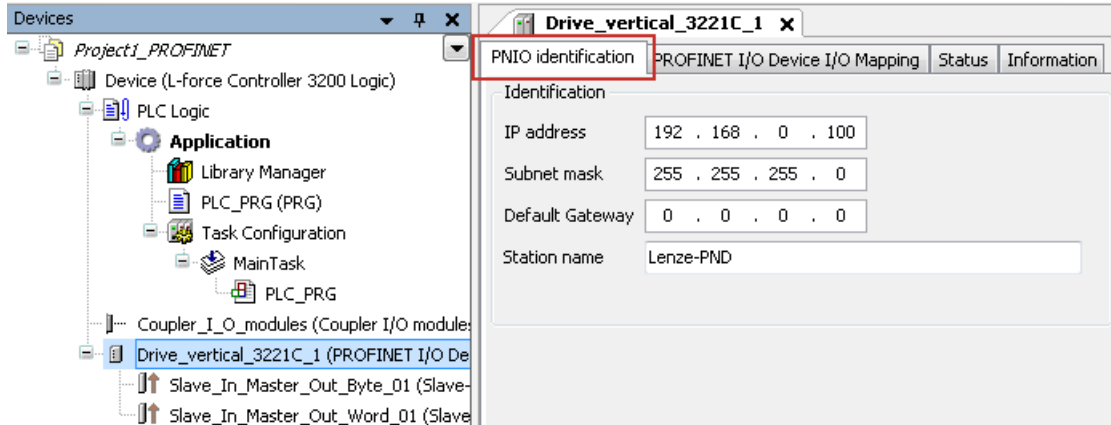 Devices
Project1_PROFINET
Device (L-force Controller 3200 Logic)
PLC Logic
Application
Library Manager
PLC_PRG (PRG)
Task Configuration
MainTask
PLC_PRG
Coupler_I_O_modules (Coupler I/O modules
Drive_vertical_3221C_1 (PROFINET I/O De
Slave_In_Master_Out_Byte_01 (Slave-
Slave_In_Master_Out_Word_01 (Slave
Drive_vertical_3221C_1 x
PNIO identification PROFINET I/O Device I/O Mapping Status Information
Identification
IP address 192 . 168 . 0 . 100
Subnet mask 255 . 255 . 255 . 0
Default Gateway 0 . 0 . 0 . 0
Station name Lenze-PND